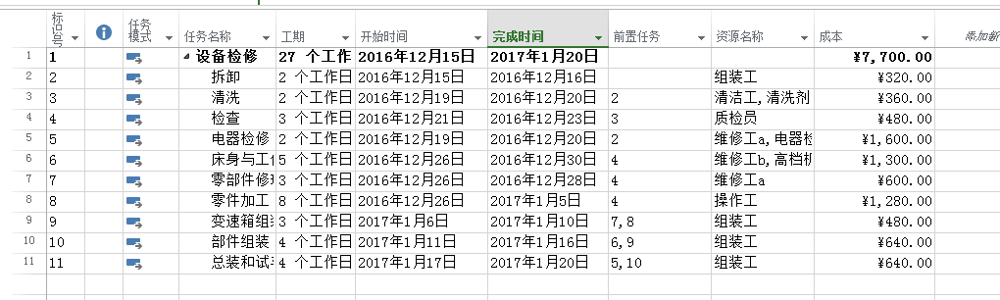 标识号 任务模式 任务名称 工期 开始时间 完成时间 前置任务 资源名称 成本 添加新
1 1 设备检修 27 个工作 2016年12月15日 2017年1月20日 ¥7,700.00
2 2 拆卸 2 个工作日 2016年12月15日 2016年12月16日 组装工 ¥320.00
3 3 清洗 2 个工作日 2016年12月19日 2016年12月20日 2 清洁工,清洗剂 ¥360.00
4 4 检查 3 个工作日 2016年12月21日 2016年12月23日 3 质检员 ¥480.00
5 5 电器检修 2 个工作日 2016年12月19日 2016年12月20日 2 维修工a,电器检 ¥1,600.00
6 6 床身与工 5 个工作日 2016年12月26日 2016年12月30日 4 维修工b,高档机 ¥1,300.00
7 7 零部件修 3 个工作日 2016年12月26日 2016年12月28日 4 维修工a ¥600.00
8 8 零件加工 8 个工作日 2016年12月26日 2017年1月5日 4 操作工 ¥1,280.00
9 9 变速箱组 3 个工作日 2017年1月6日 2017年1月10日 7,8 组装工 ¥480.00
10 10 部件组装 4 个工作日 2017年1月11日 2017年1月16日 6,9 组装工 ¥640.00
11 11 总装和试 4 个工作日 2017年1月17日 2017年1月20日 5,10 组装工 ¥640.00